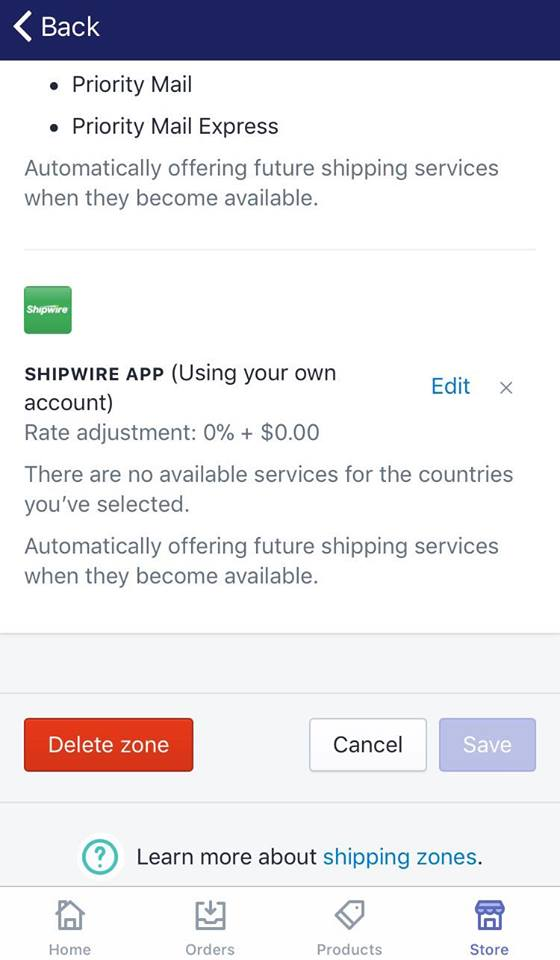 Back
Priority Mail
Priority Mail Express
Automatically offering future shipping services
when they become available.
Shipwire
SHIPWIRE APP (Using your own
account)
Edit ×
Rate adjustment: 0% + $0.00
There are no available services for the countries
you’ve selected.
Automatically offering future shipping services
when they become available.
Delete zone Cancel Save
? Learn more about shipping zones.
Home Orders Products Store